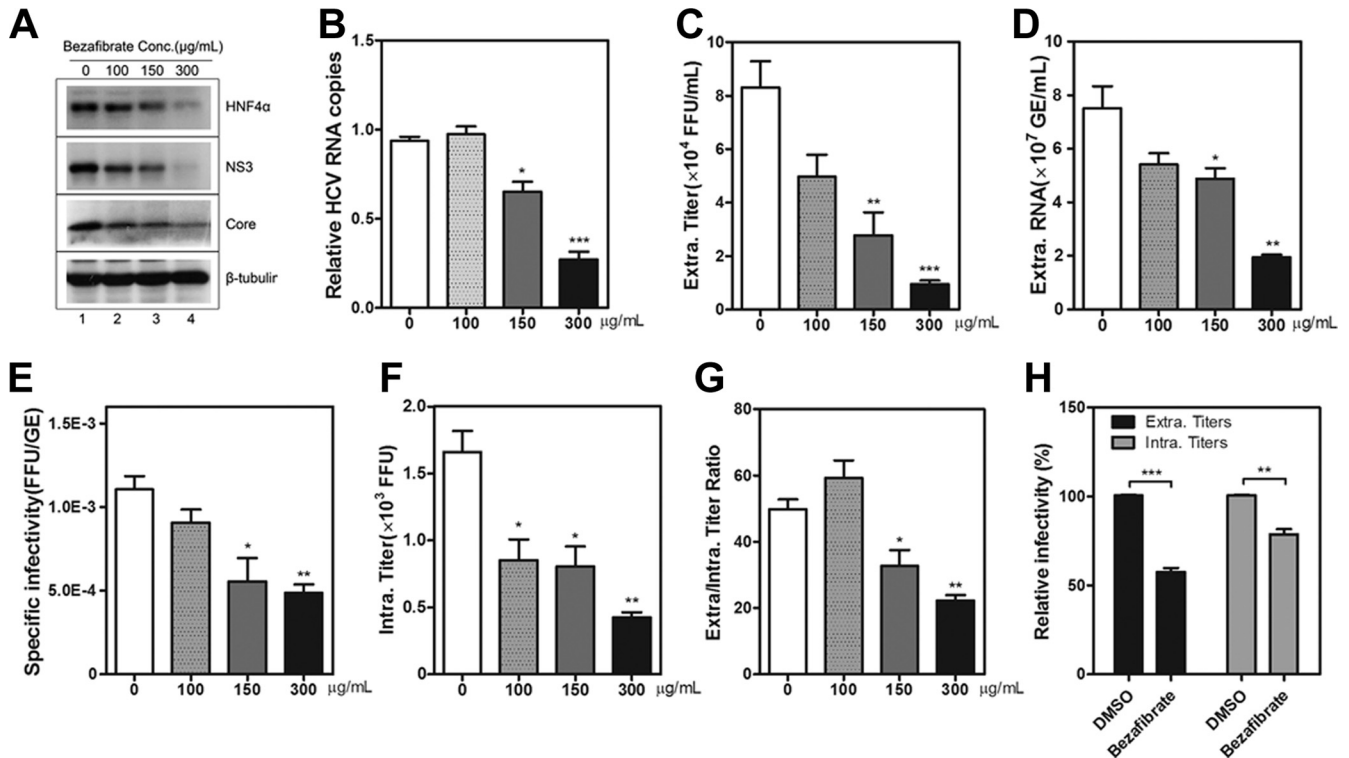 A
Bezafibrate Conc.(µg/mL)
0 100 150 300
HNF4α
NS3
Core
β-tubulir
1 2 3 4
B
Relative HCV RNA copies
1.5
1.0
0.5
0.0
*
***
0 100 150 300 µg/mL
C
Extra. Titer(×10⁴ FFU/mL)
10
8
6
4
2
0
**
***
0 100 150 300 µg/mL
D
Extra. RNA(×10⁷ GE/mL)
10
8
6
4
2
0
*
**
0 100 150 300 µg/mL
E
Specific infectivity(FFU/GE)
1.5E-3
1.0E-3
5.0E-4
0
*
**
0 100 150 300 µg/mL
F
Intra. Titer(×10³ FFU)
2.0
1.5
1.0
0.5
0
*
*
**
0 100 150 300 µg/mL
G
Extra/Intra. Titer Ratio
80
60
40
20
0
*
**
0 100 150 300 µg/mL
H
Relative infectivity (%)
150
100
50
0
Extra. Titers
Intra. Titers
***
**
DMSO
Bezafibrate
DMSO
Bezafibrate